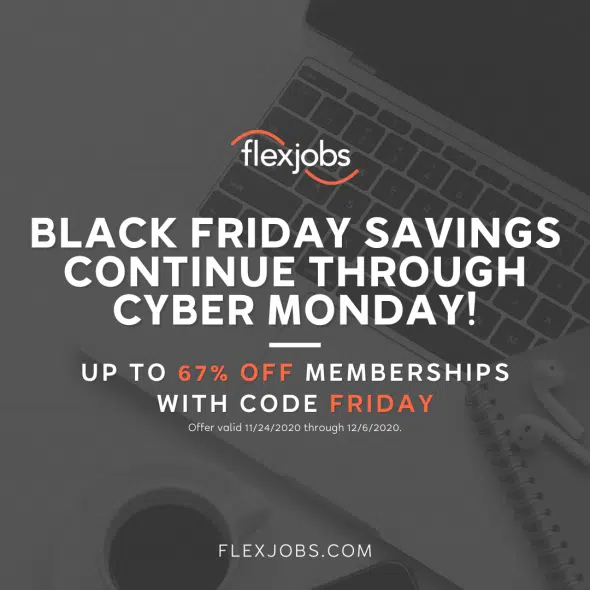 flexjobs
BLACK FRIDAY SAVINGS
CONTINUE THROUGH
CYBER MONDAY!
UP TO 67% OFF MEMBERSHIPS
WITH CODE FRIDAY
Offer valid 11/24/2020 through 12/6/2020.
FLEXJOBS.COM